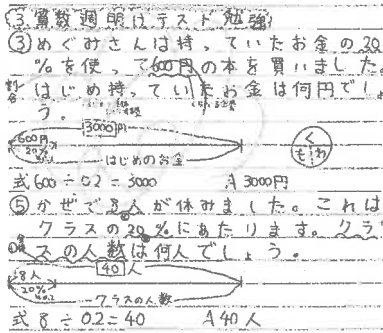 3. 算数週明けテスト勉強
③めぐみさんは持っていたお金の20
%を使って600円の本を買いました。
はじめ持っていたお金は何円でしょ
う。
3000円
600円
20%
はじめのお金
く
も わ
式600÷0.2=3000 A 3000円
⑤かぜで8人が休みました。これは
クラスの20%にあたります。クラ
スの人数は何人でしょう。
40人
8人
20%
クラスの人数
式 8÷0.2=40 A 40人